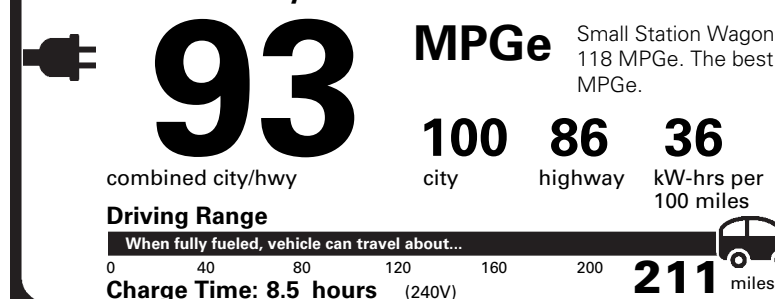 93
MPGe
Small Station Wagon
118 MPGe. The best
MPGe.
100 86 36
combined city/hwy city highway kW-hrs per
100 miles
Driving Range
When fully fueled, vehicle can travel about...
0 40 80 120 160 200 211 miles
Charge Time: 8.5 hours (240V)